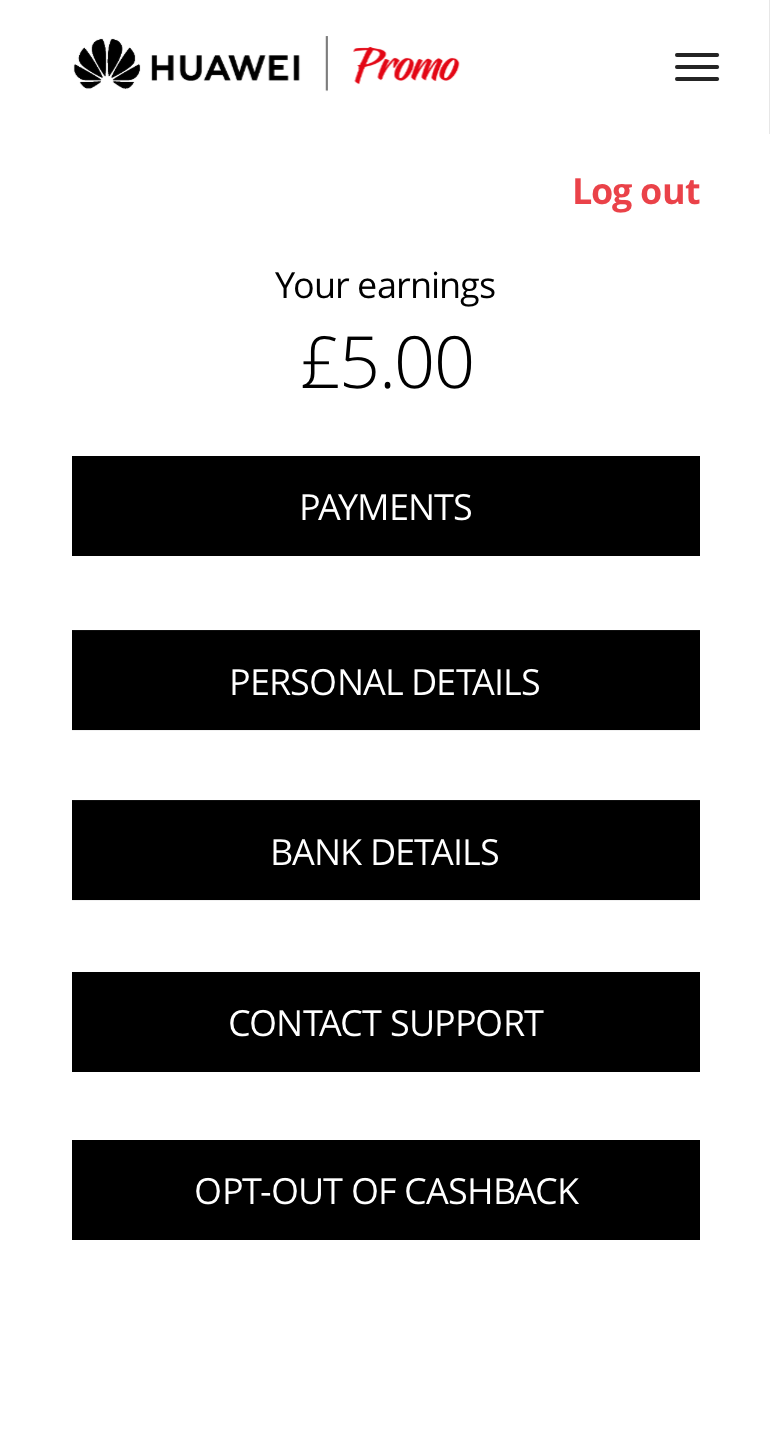 HUAWEI Promo
Log out
Your earnings
£5.00
PAYMENTS
PERSONAL DETAILS
BANK DETAILS
CONTACT SUPPORT
OPT-OUT OF CASHBACK